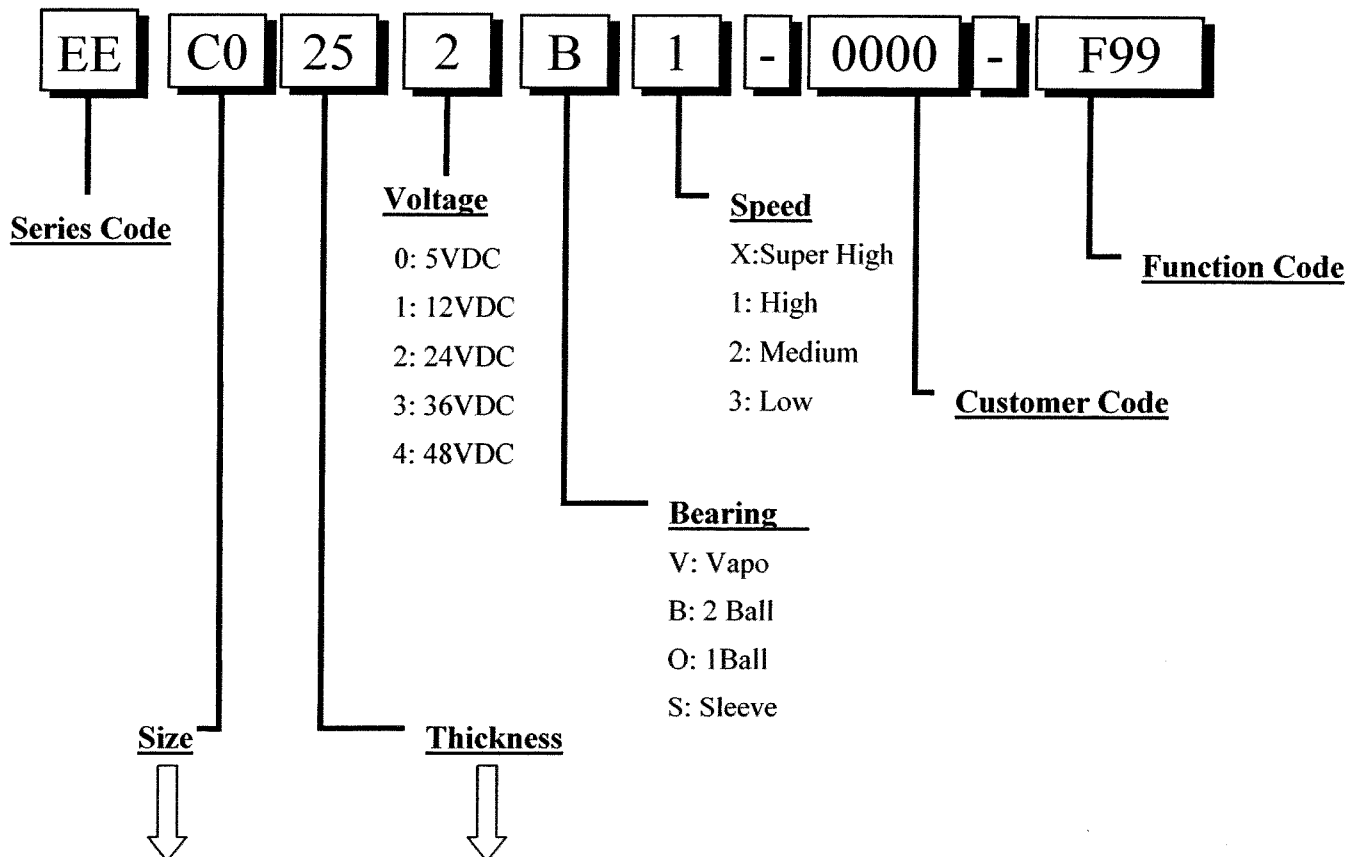 EE C0 25 2 B 1 - 0000 - F99
Series Code
Voltage
0: 5VDC
1: 12VDC
2: 24VDC
3: 36VDC
4: 48VDC
Speed
X:Super High
1: High
2: Medium
3: Low
Function Code
Customer Code
Bearing
V: Vapo
B: 2 Ball
O: 1Ball
S: Sleeve
Size
Thickness